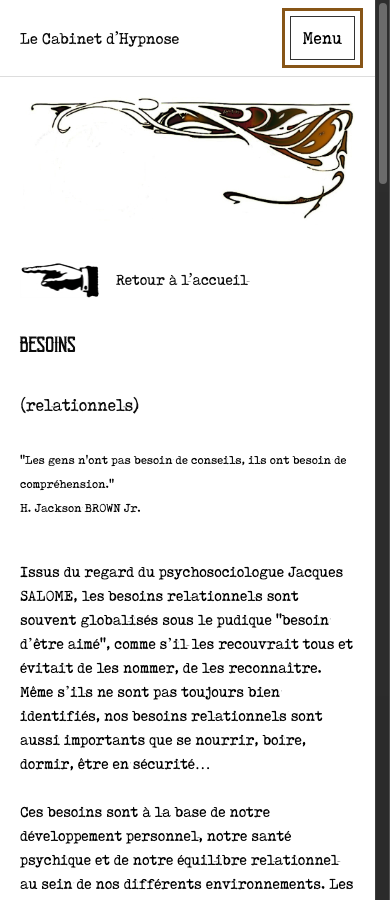 Le Cabinet d'Hypnose
Menu
Retour à l'accueil
BESOINS
(relationnels)
"Les gens n'ont pas besoin de conseils, ils ont besoin de
compréhension."
H. Jackson BROWN Jr.
Issus du regard du psychosociologue Jacques
SALOME, les besoins relationnels sont
souvent globalisés sous le pudique "besoin
d'être aimé", comme s'il les recouvrait tous et
évitait de les nommer, de les reconnaitre.
Même s'ils ne sont pas toujours bien
identifiés, nos besoins relationnels sont
aussi importants que se nourrir, boire,
dormir, être en sécurité…
Ces besoins sont à la base de notre
développement personnel, notre santé
psychique et de notre équilibre relationnel
au sein de nos différents environnements. Les